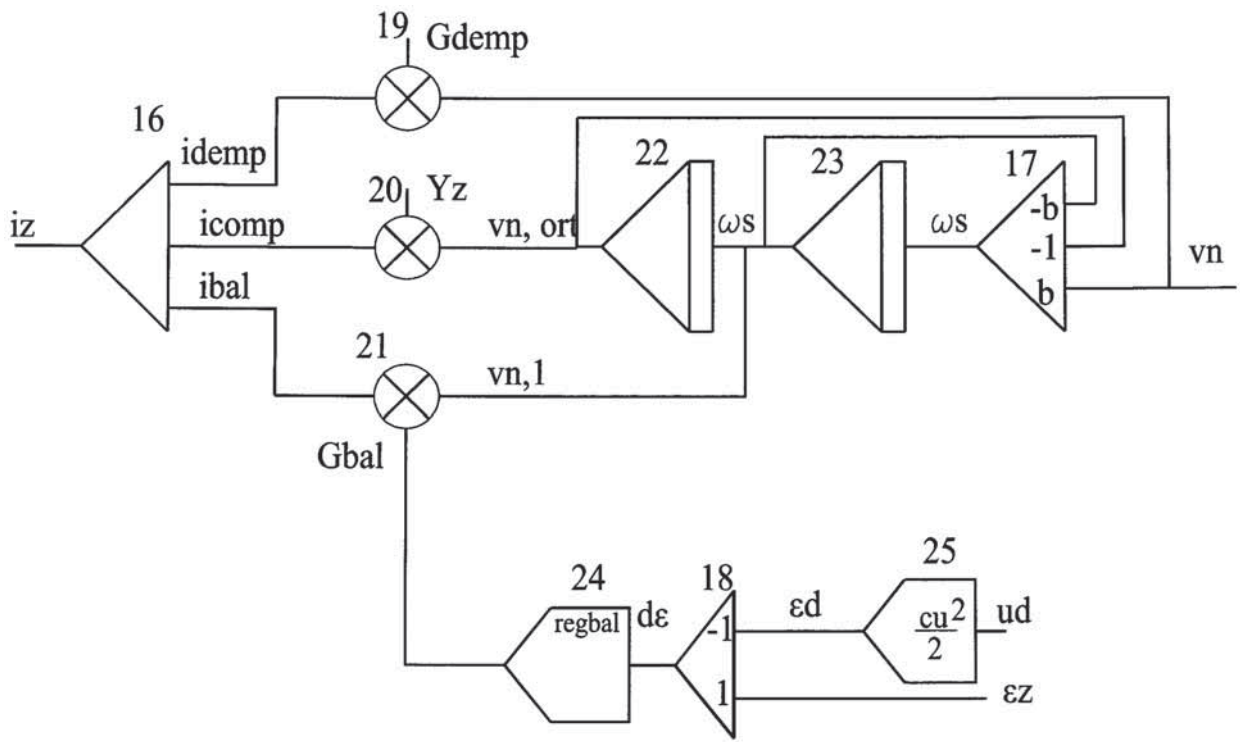 19
Gdemp
16
22
23
17
idemp
20
Yz
-b
iz
icomp
vn, ort
ωs
ωs
-1
vn
ibal
b
21
vn,1
Gbal
25
24
18
regbal
dε
-1
εd
cu²
2
ud
1
εz